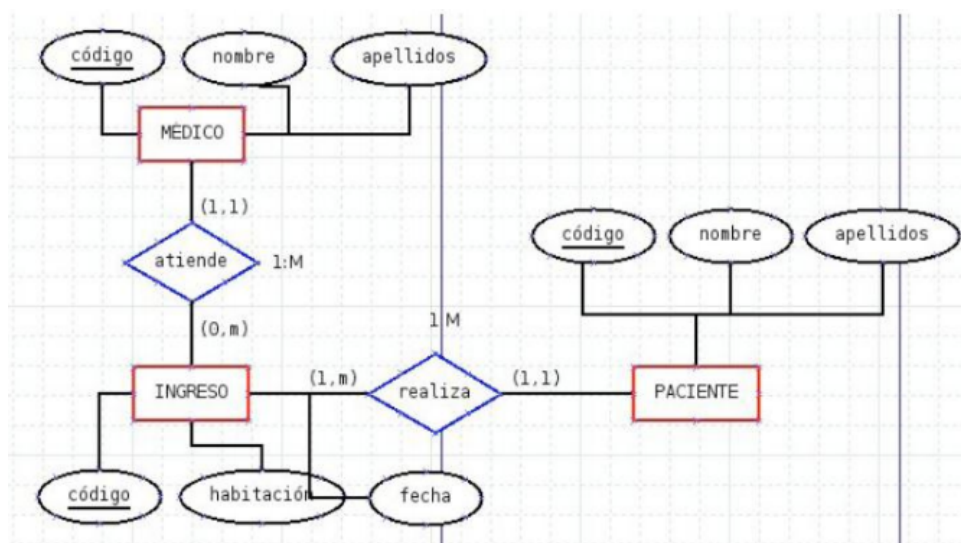 código nombre apellidos
MÉDICO
(1,1)
atiende 1:M
(0,m)
código nombre apellidos
1:M
INGRESO (1,m) realiza (1,1) PACIENTE
código habitación fecha